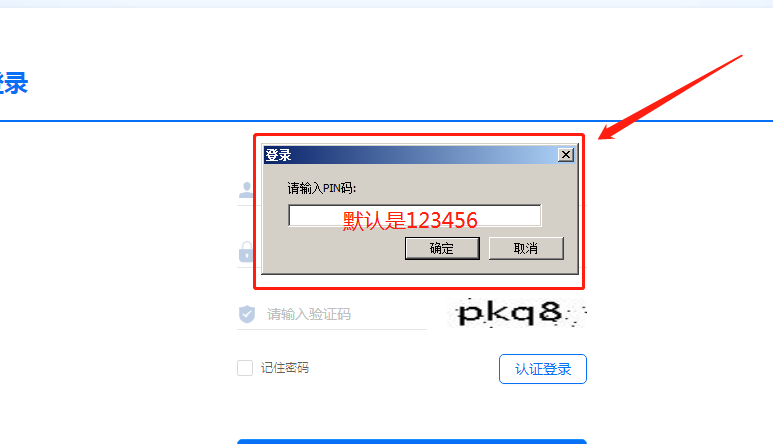 登录
登录
请输入PIN码:
默认是123456
确定
取消
请输入验证码
pkq8
记住密码
认证登录